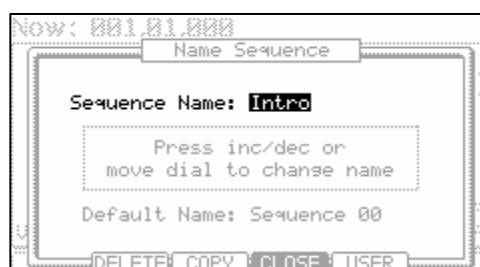 Now: 001.01.000
Name Sequence
Sequence Name: Intro
Press inc/dec or
move dial to change name
Default Name: Sequence 00
DELETE COPY CLOSE USER